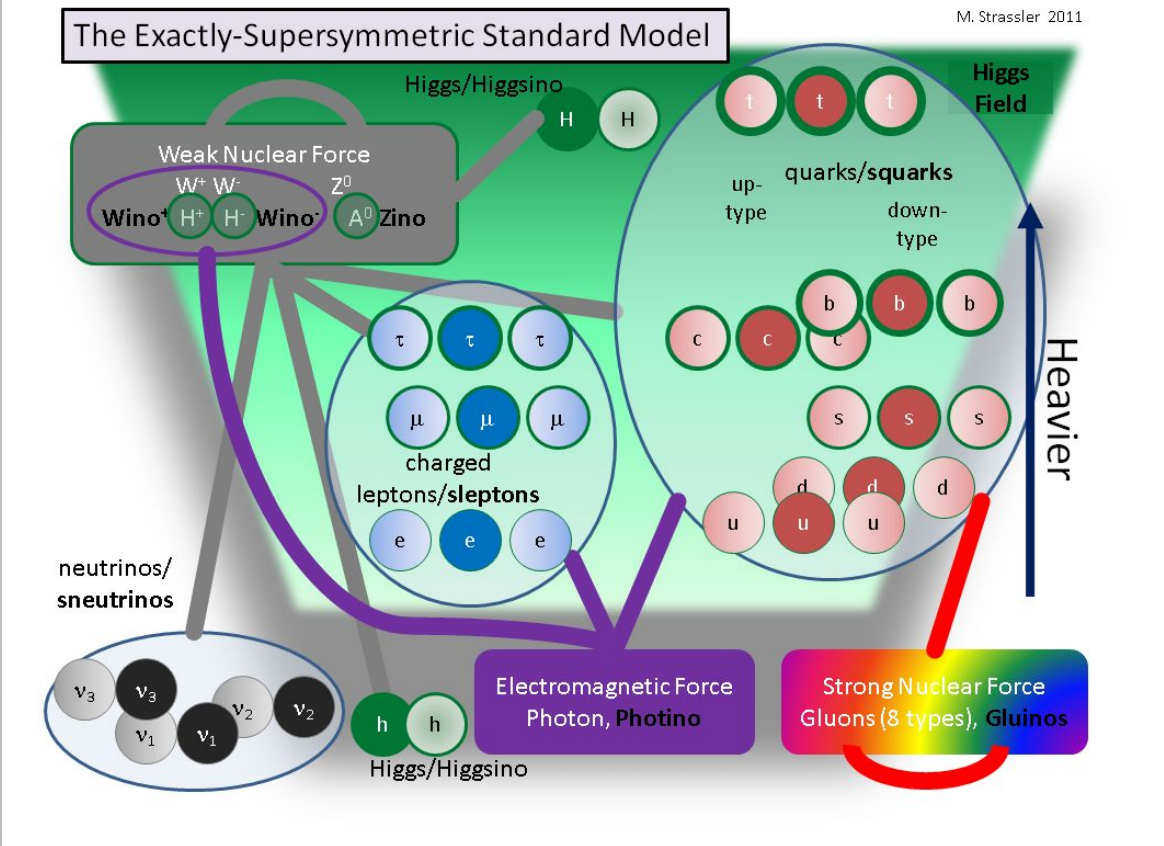 M. Strassler 2011
The Exactly-Supersymmetric Standard Model
Higgs/Higgsino
H H
Higgs
Field
t t t
Weak Nuclear Force
W⁺ W⁻ Z⁰
Wino⁺ H⁺ H⁻ Wino⁻ A⁰ Zino
quarks/squarks
up-
type
down-
type
b b b
c c c
τ τ τ
μ μ μ
s s s
charged
leptons/sleptons
d d d
u u u
e e e
Heavier
neutrinos/
sneutrinos
ν₃ ν₃
ν₂ ν₂
ν₁ ν₁
h h
Higgs/Higgsino
Electromagnetic Force
Photon, Photino
Strong Nuclear Force
Gluons (8 types), Gluinos